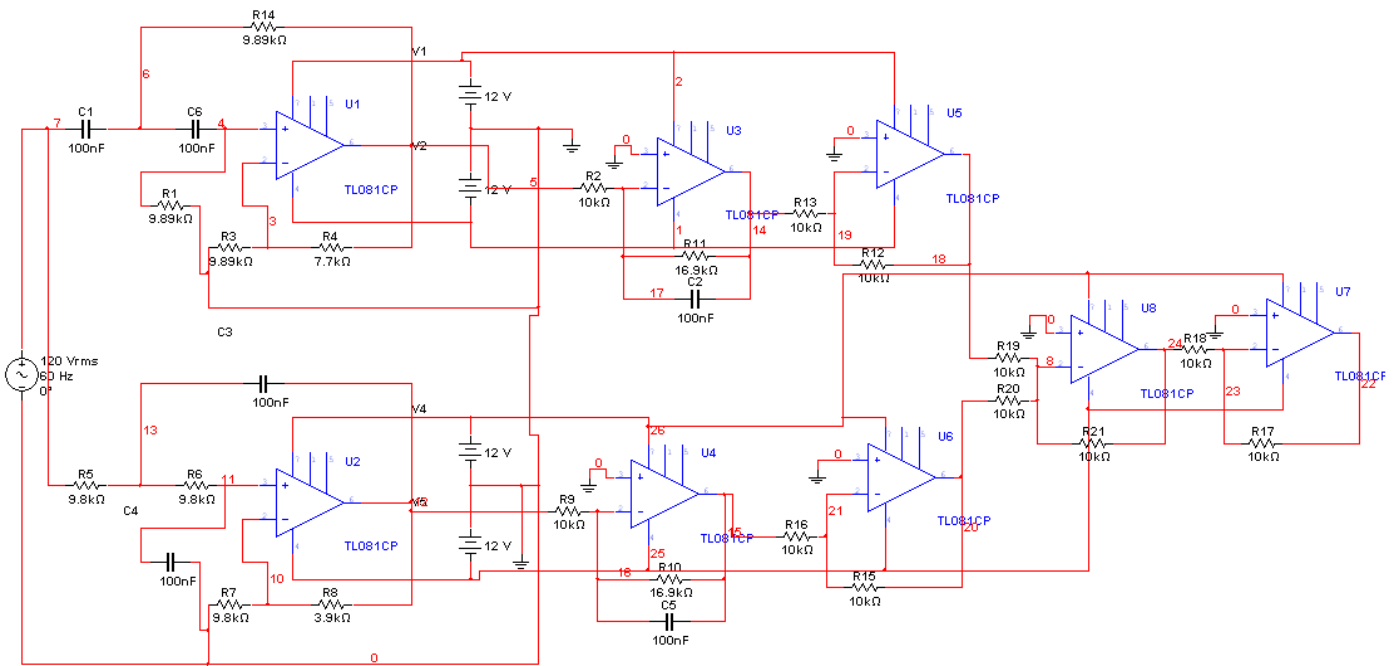 R14
9.89kΩ
V1
6
2
12 V
U1
U3
U5
7
C1
100nF
C6
100nF
4
TL081CP
R1
9.89kΩ
3
R3
9.89kΩ
R4
7.7kΩ
V2
12 V
5
0
R2
10kΩ
TL081CP
1
14
R11
16.9kΩ
C2
100nF
17
0
R13
10kΩ
TL081CP
19
R12
10kΩ
18
C3
100nF
120 Vrms
60 Hz
0°
V4
12 V
13
R5
9.8kΩ
R6
9.8kΩ
11
U2
TL081CP
C4
100nF
10
R7
9.8kΩ
R8
3.9kΩ
V5
12 V
0
26
U4
0
R9
10kΩ
TL081CP
25
15
16
R10
16.9kΩ
C5
100nF
U6
0
R16
10kΩ
21
TL081CP
20
R15
10kΩ
R19
10kΩ
R20
10kΩ
0
8
U8
TL081CP
R21
10kΩ
24
R18
10kΩ
0
23
U7
TL081CP
22
R17
10kΩ